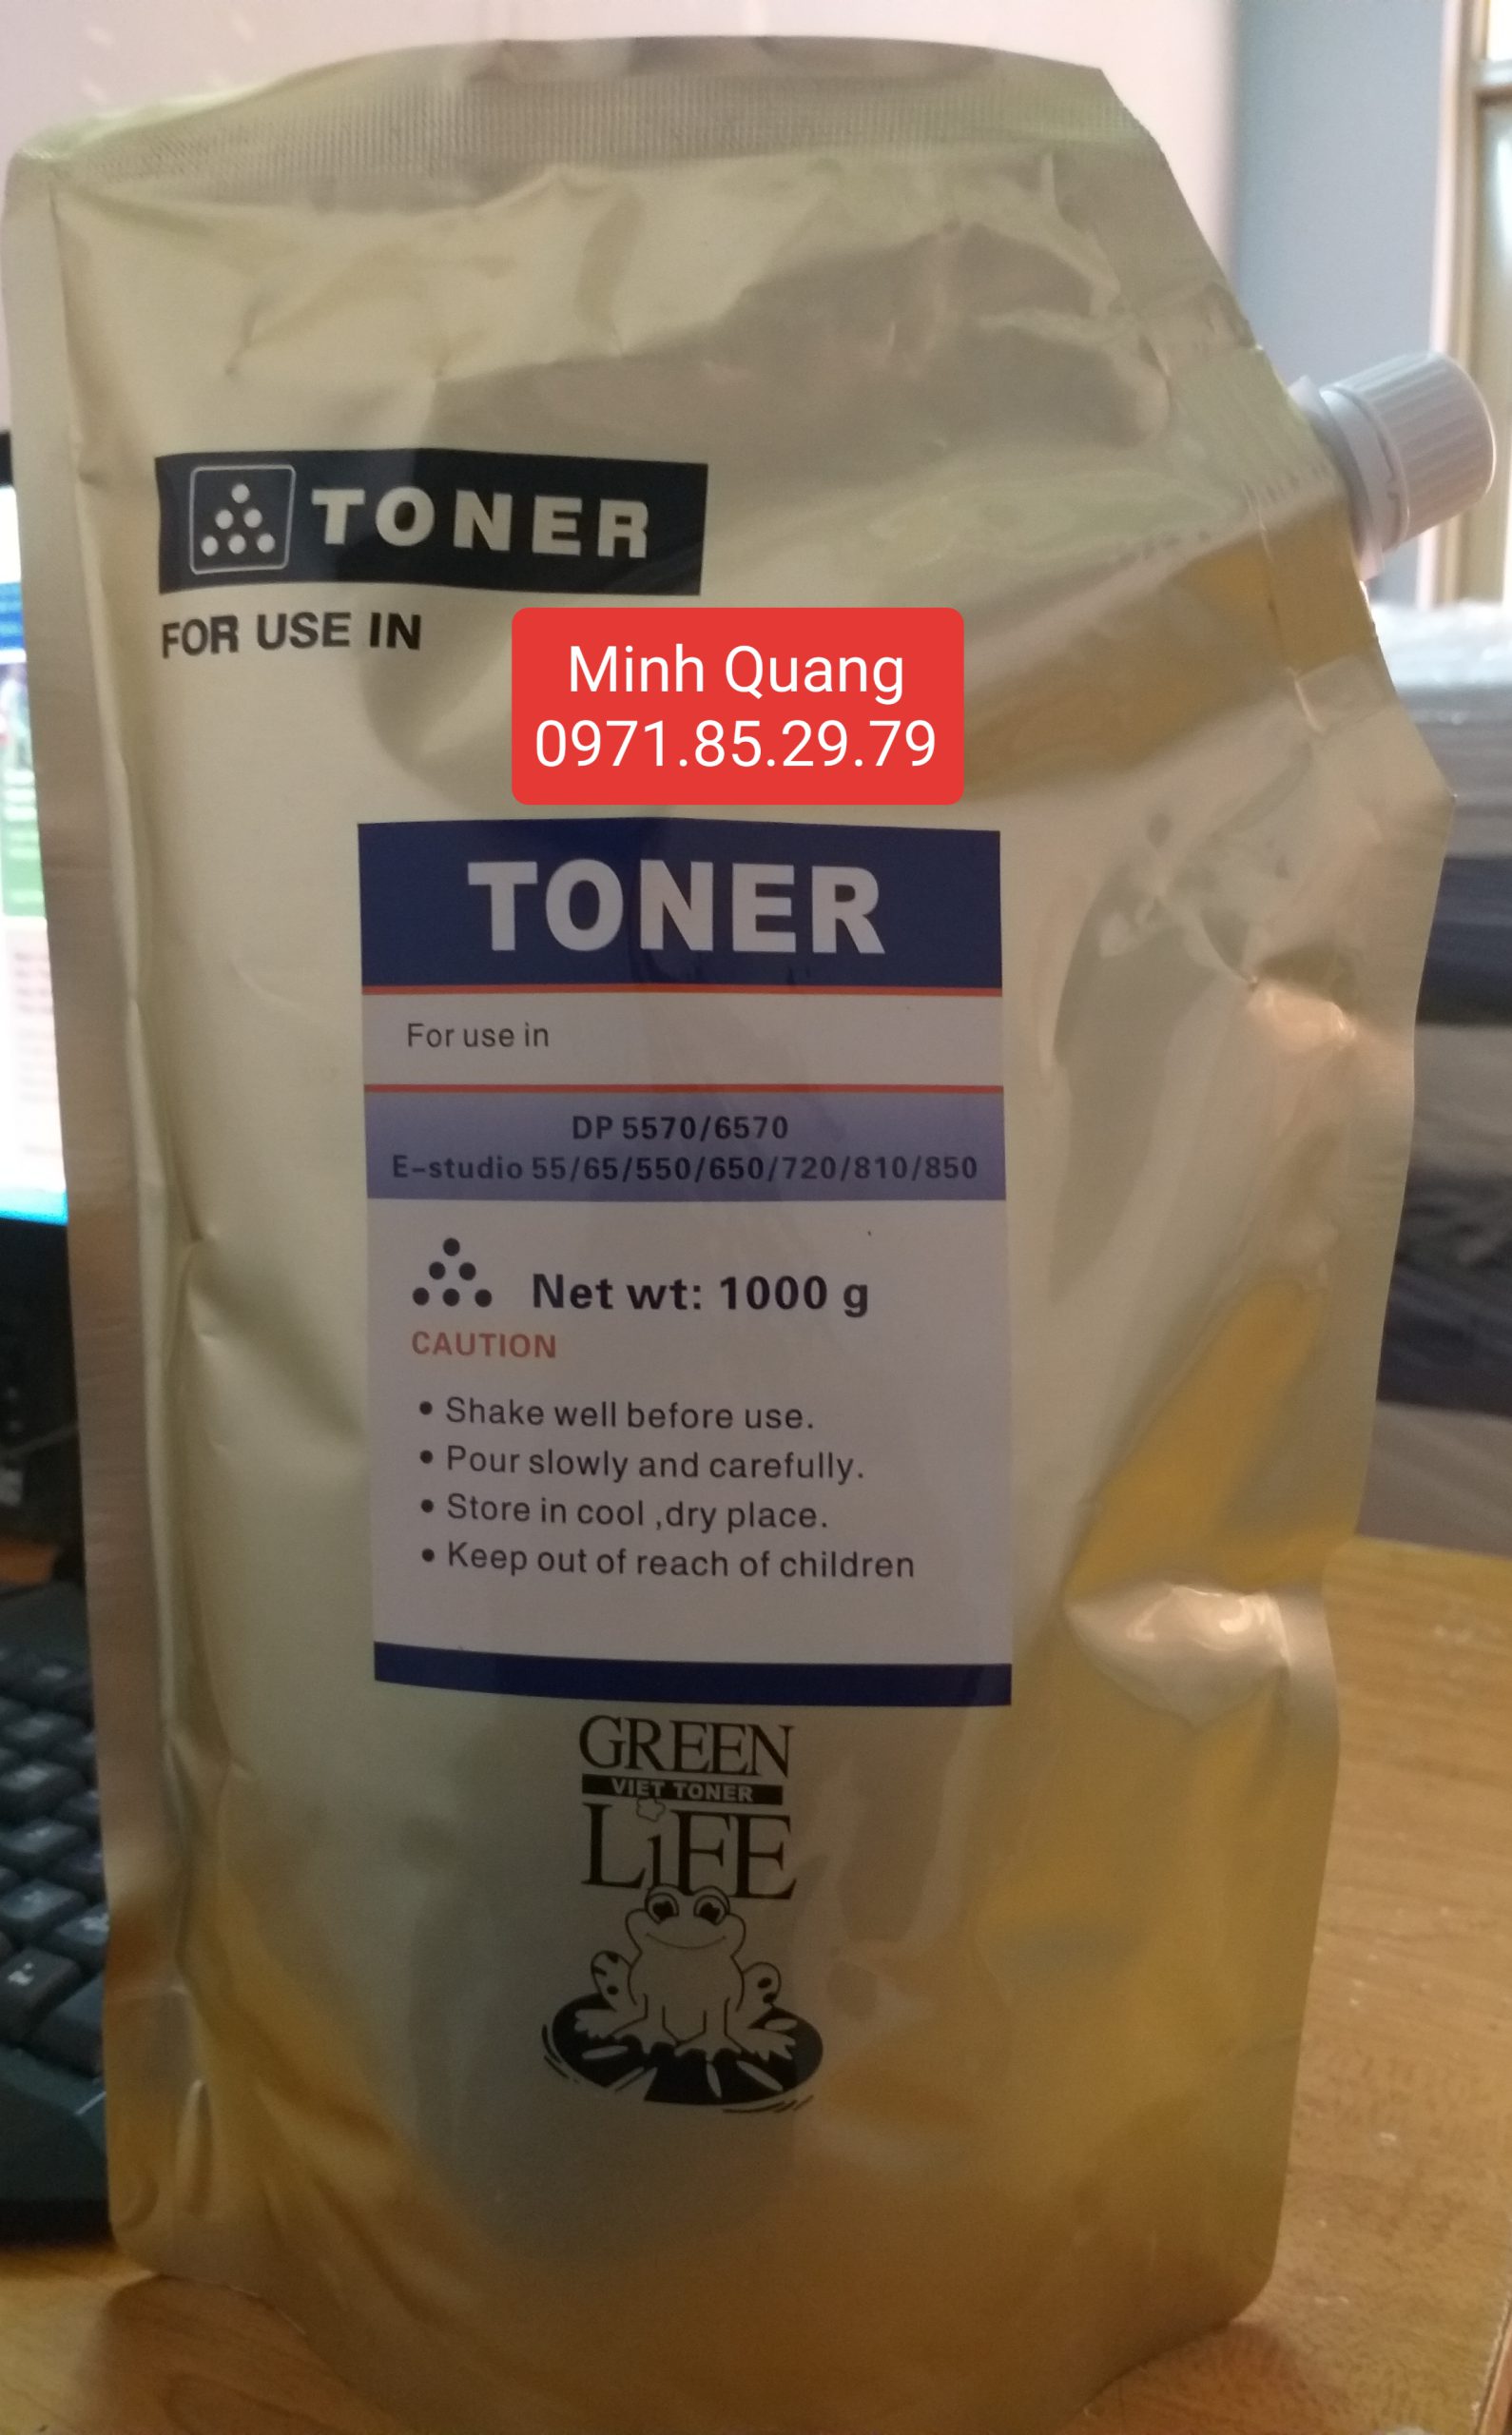 TONER
FOR USE IN
Minh Quang
0971.85.29.79
TONER
For use in
DP 5570/6570
E-studio 55/65/550/650/720/810/850
Net wt: 1000 g
CAUTION
• Shake well before use.
• Pour slowly and carefully.
• Store in cool ,dry place.
• Keep out of reach of children
GREEN
VIET TONER
LiFE